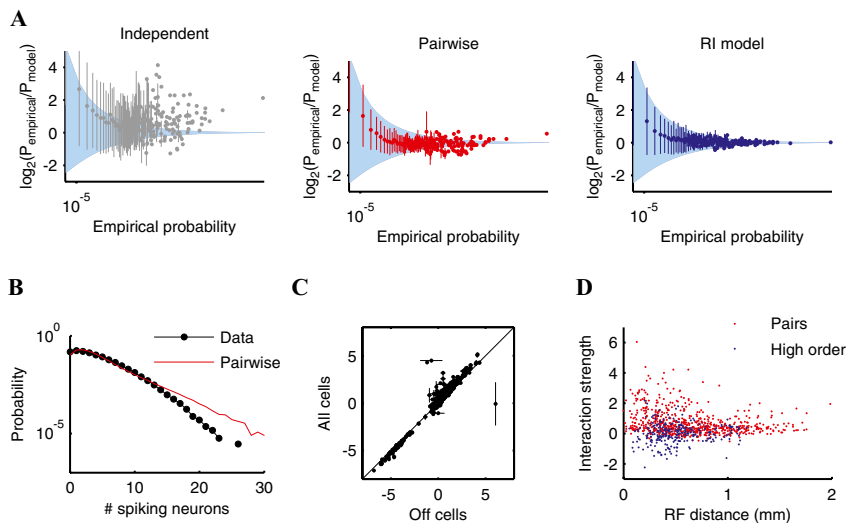 A
Independent
Pairwise
RI model
log2(Pempirical/Pmodel)
4
2
0
-2
10^-5
Empirical probability
log2(Pempirical/Pmodel)
4
2
0
-2
10^-5
Empirical probability
log2(Pempirical/Pmodel)
4
2
0
-2
10^-5
Empirical probability
B
Probability
10^0
10^-5
Data
Pairwise
0
10
20
30
# spiking neurons
C
All cells
5
0
-5
-5
0
5
Off cells
D
Interaction strength
6
4
2
0
-2
Pairs
High order
0
1
2
RF distance (mm)